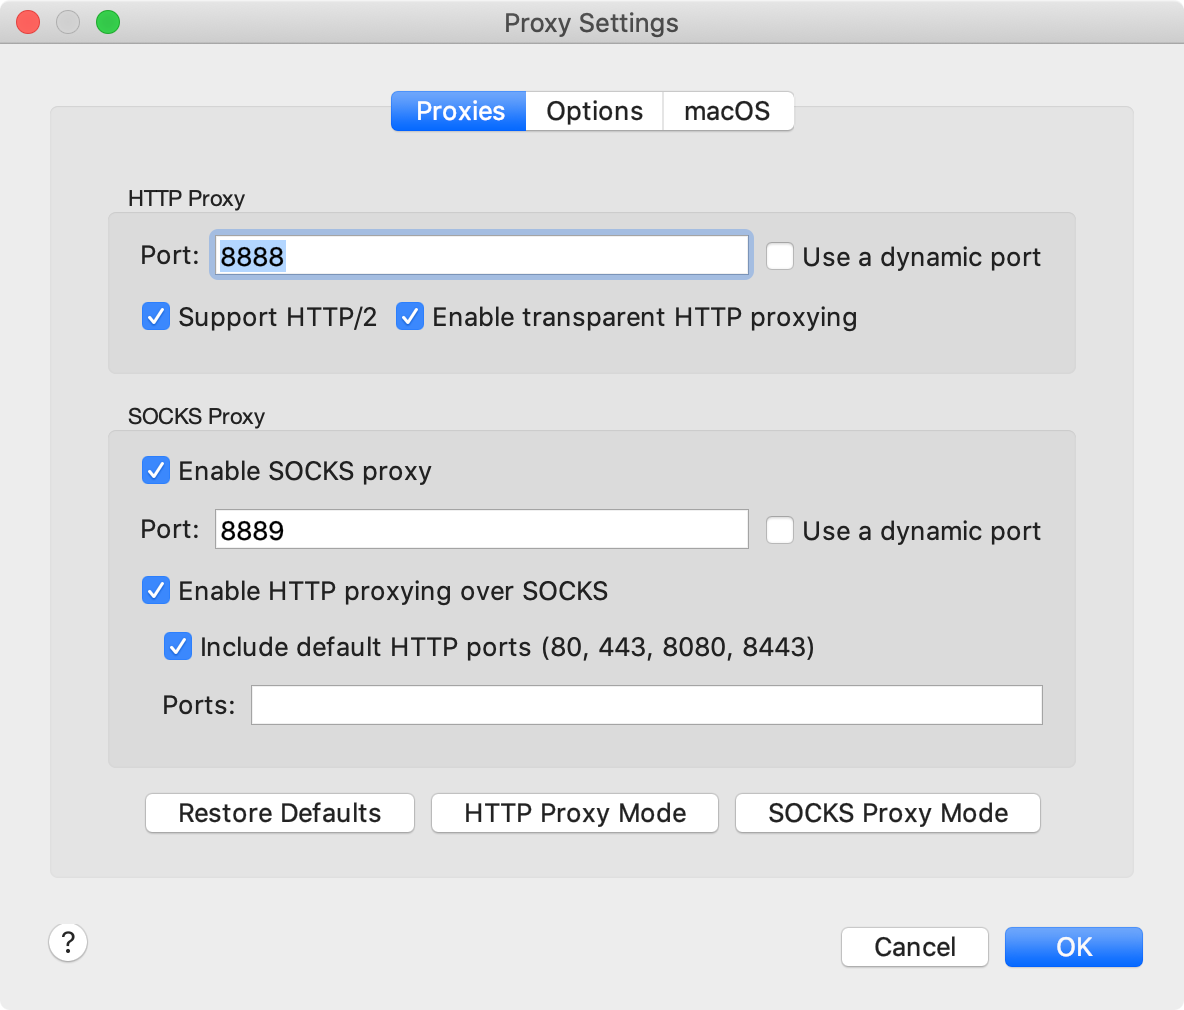 Proxy Settings
Proxies Options macOS
HTTP Proxy
Port: 8888 Use a dynamic port
Support HTTP/2 Enable transparent HTTP proxying
SOCKS Proxy
Enable SOCKS proxy
Port: 8889 Use a dynamic port
Enable HTTP proxying over SOCKS
Include default HTTP ports (80, 443, 8080, 8443)
Ports:
Restore Defaults HTTP Proxy Mode SOCKS Proxy Mode
? Cancel OK